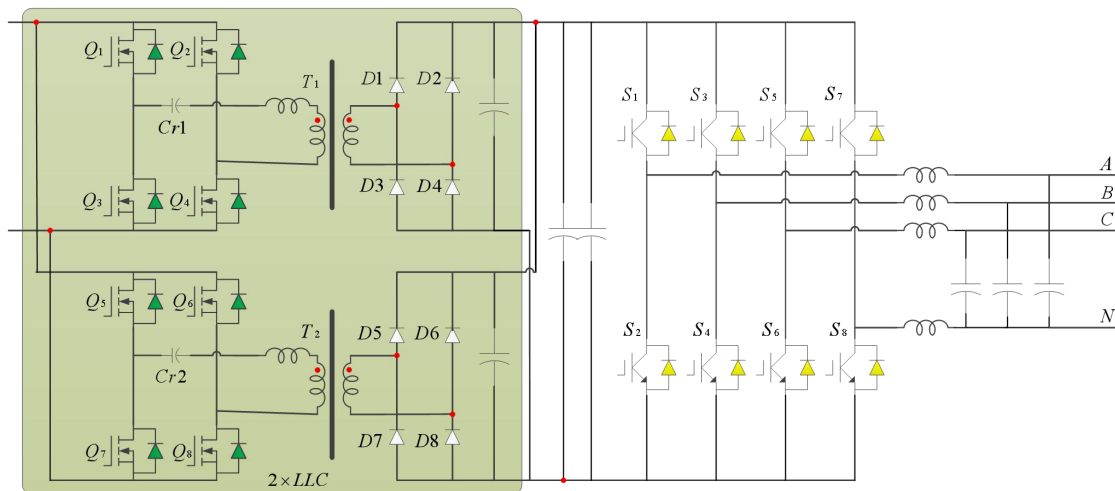 Q1 Q2 T1 D1 D2
Cr1
Q3 Q4 D3 D4
S1 S3 S5 S7
A
B
C
Q5 Q6 T2 D5 D6
Cr2
Q7 Q8 D7 D8
S2 S4 S6 S8
N
2×LLC